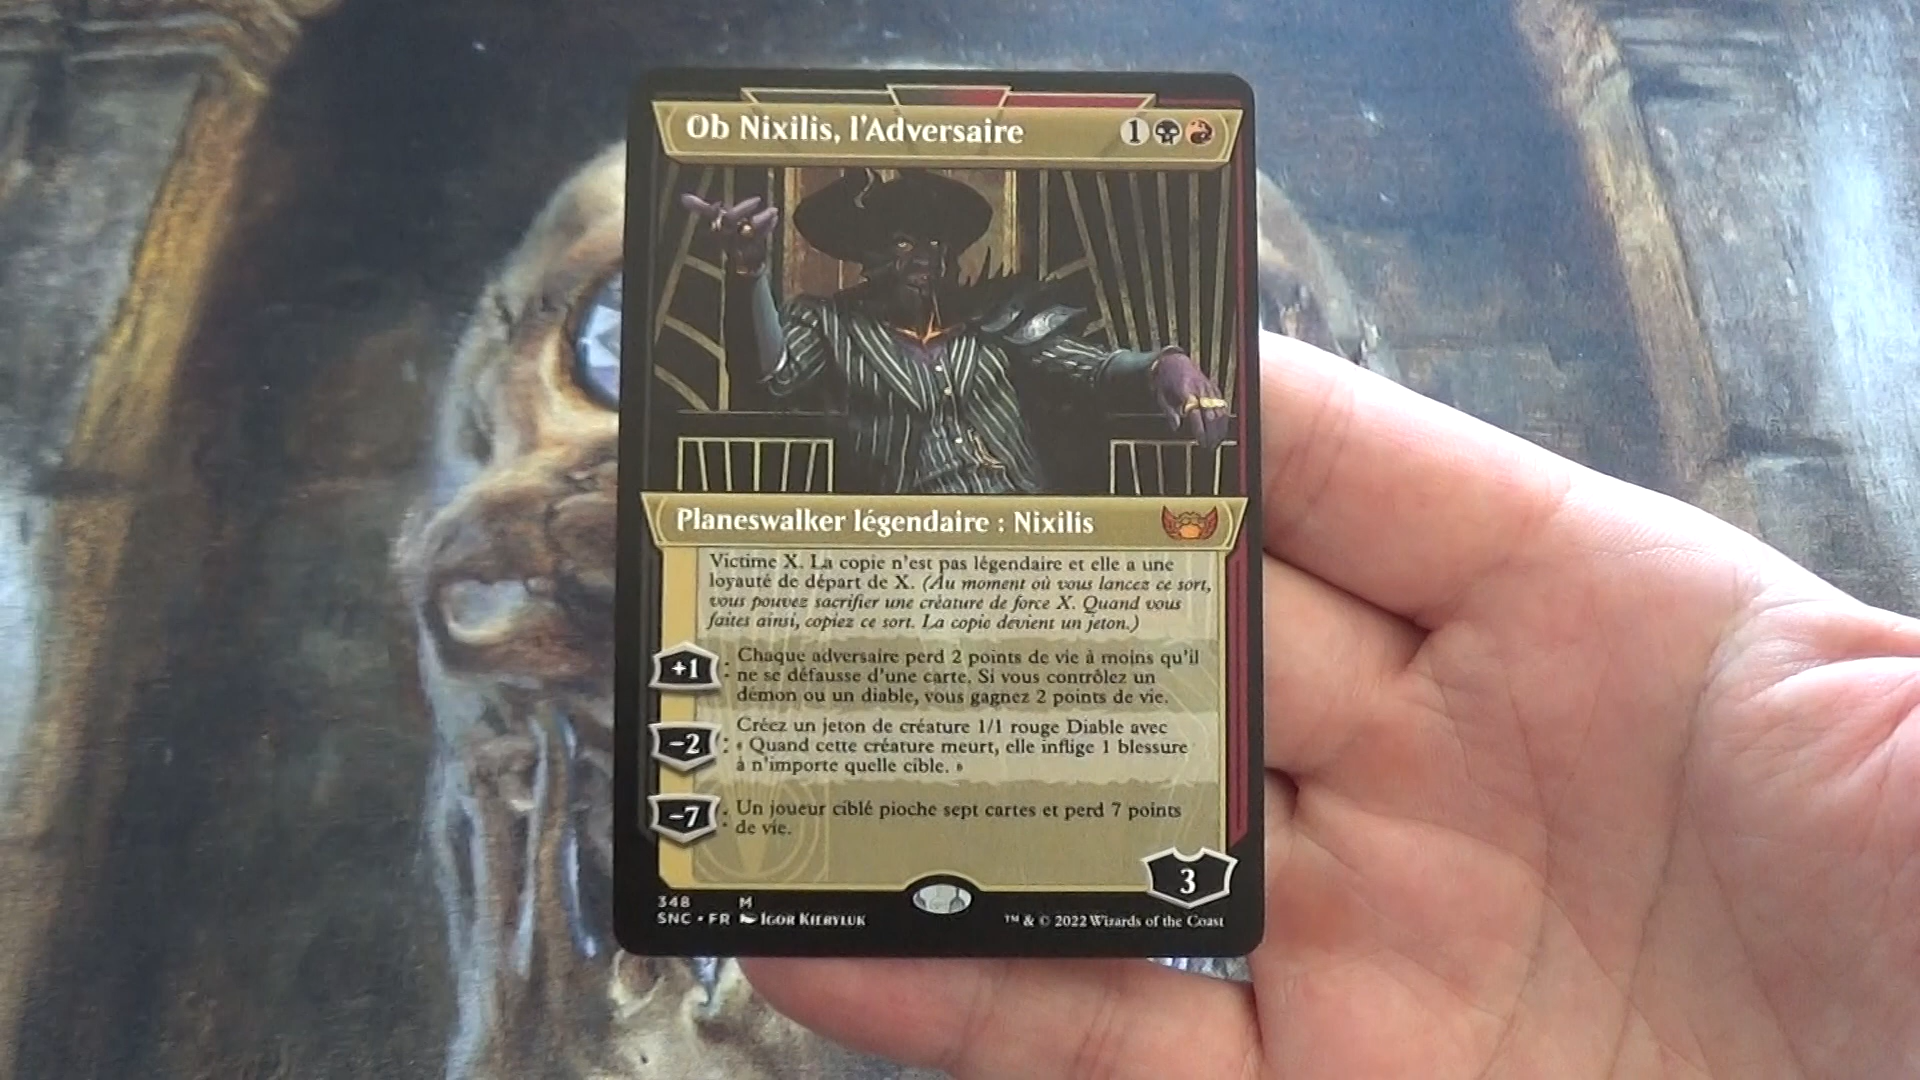 Ob Nixilis, l'Adversaire
1
Planeswalker légendaire : Nixilis
Victime X. La copie n'est pas légendaire et elle a une
loyauté de départ de X. (Au moment où vous lancez ce sort,
vous pouvez sacrifier une créature de force X. Quand vous
faites ainsi, copiez ce sort. La copie devient un jeton.)
+1 : Chaque adversaire perd 2 points de vie à moins qu'il
ne se défausse d'une carte. Si vous contrôlez un
démon ou un diable, vous gagnez 2 points de vie.
-2 : Créez un jeton de créature 1/1 rouge Diable avec
« Quand cette créature meurt, elle inflige 1 blessure
à n'importe quelle cible. »
-7 : Un joueur ciblé pioche sept cartes et perd 7 points
de vie.
3
348 M
SNC • FR Igor Kieryluk
™ & © 2022 Wizards of the Coast